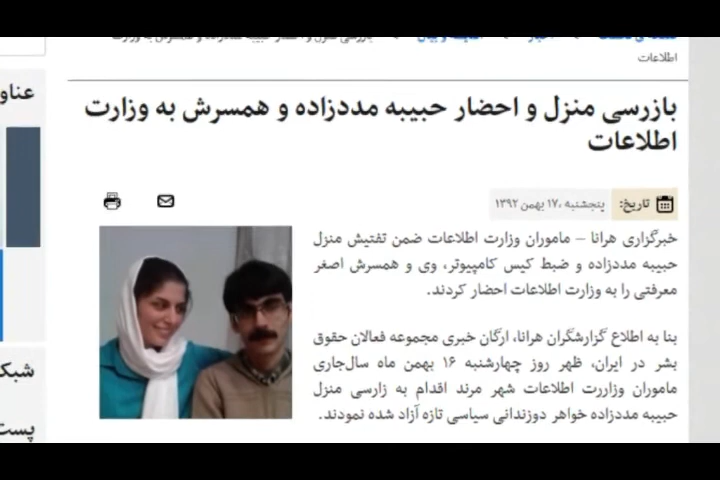 اطلاعات
بازرسی منزل و احضار حبیبه مددزاده و همسرش به وزارت
اطلاعات
تاریخ: پنجشنبه ،۱۷ بهمن ۱۳۹۲
خبرگزاری هرانا – ماموران وزارت اطلاعات ضمن تفتیش منزل
حبیبه مددزاده و ضبط کیس کامپیوتر، وی و همسرش اصغر
معرفتی را به وزارت اطلاعات احضار کردند.
بنا به اطلاع گزارشگران هرانا، ارگان خبری مجموعه فعالان حقوق
بشر در ایران، ظهر روز چهارشنبه ۱۶ بهمن ماه سال‌جاری
ماموران وزاررت اطلاعات شهر مرند اقدام به زارسی منزل
حبیبه مددزاده خواهر دوزندانی سیاسی تازه آزاد شده نمودند.
عناو
شبک
پست